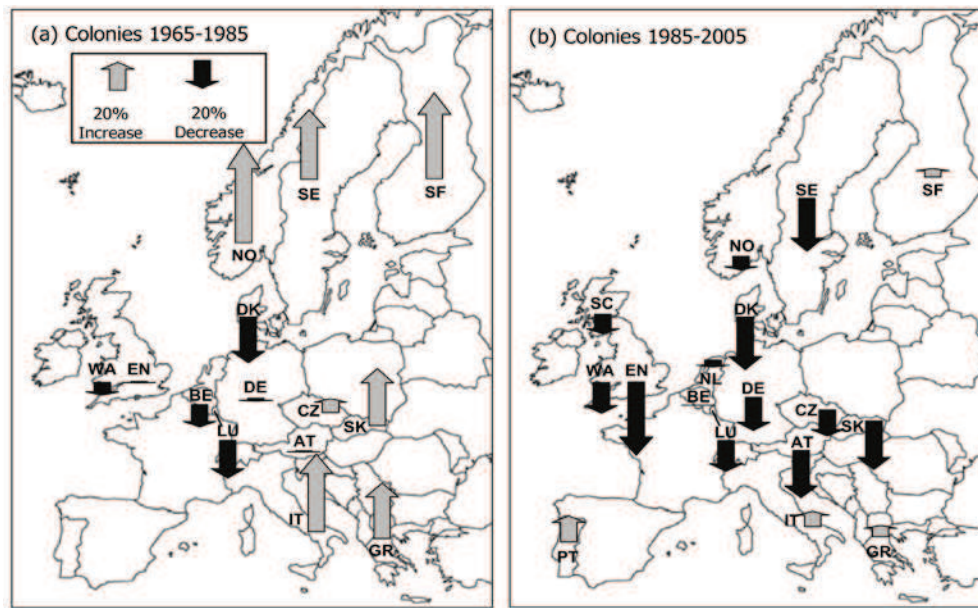 (a) Colonies 1965-1985
20% Increase
20% Decrease
SE
SF
NO
DK
WA
EN
DE
BE
CZ
SK
LU
AT
IT
GR
(b) Colonies 1985-2005
SF
SE
NO
SC
DK
WA
EN
NL
DE
BE
CZ
SK
LU
AT
IT
PT
GR